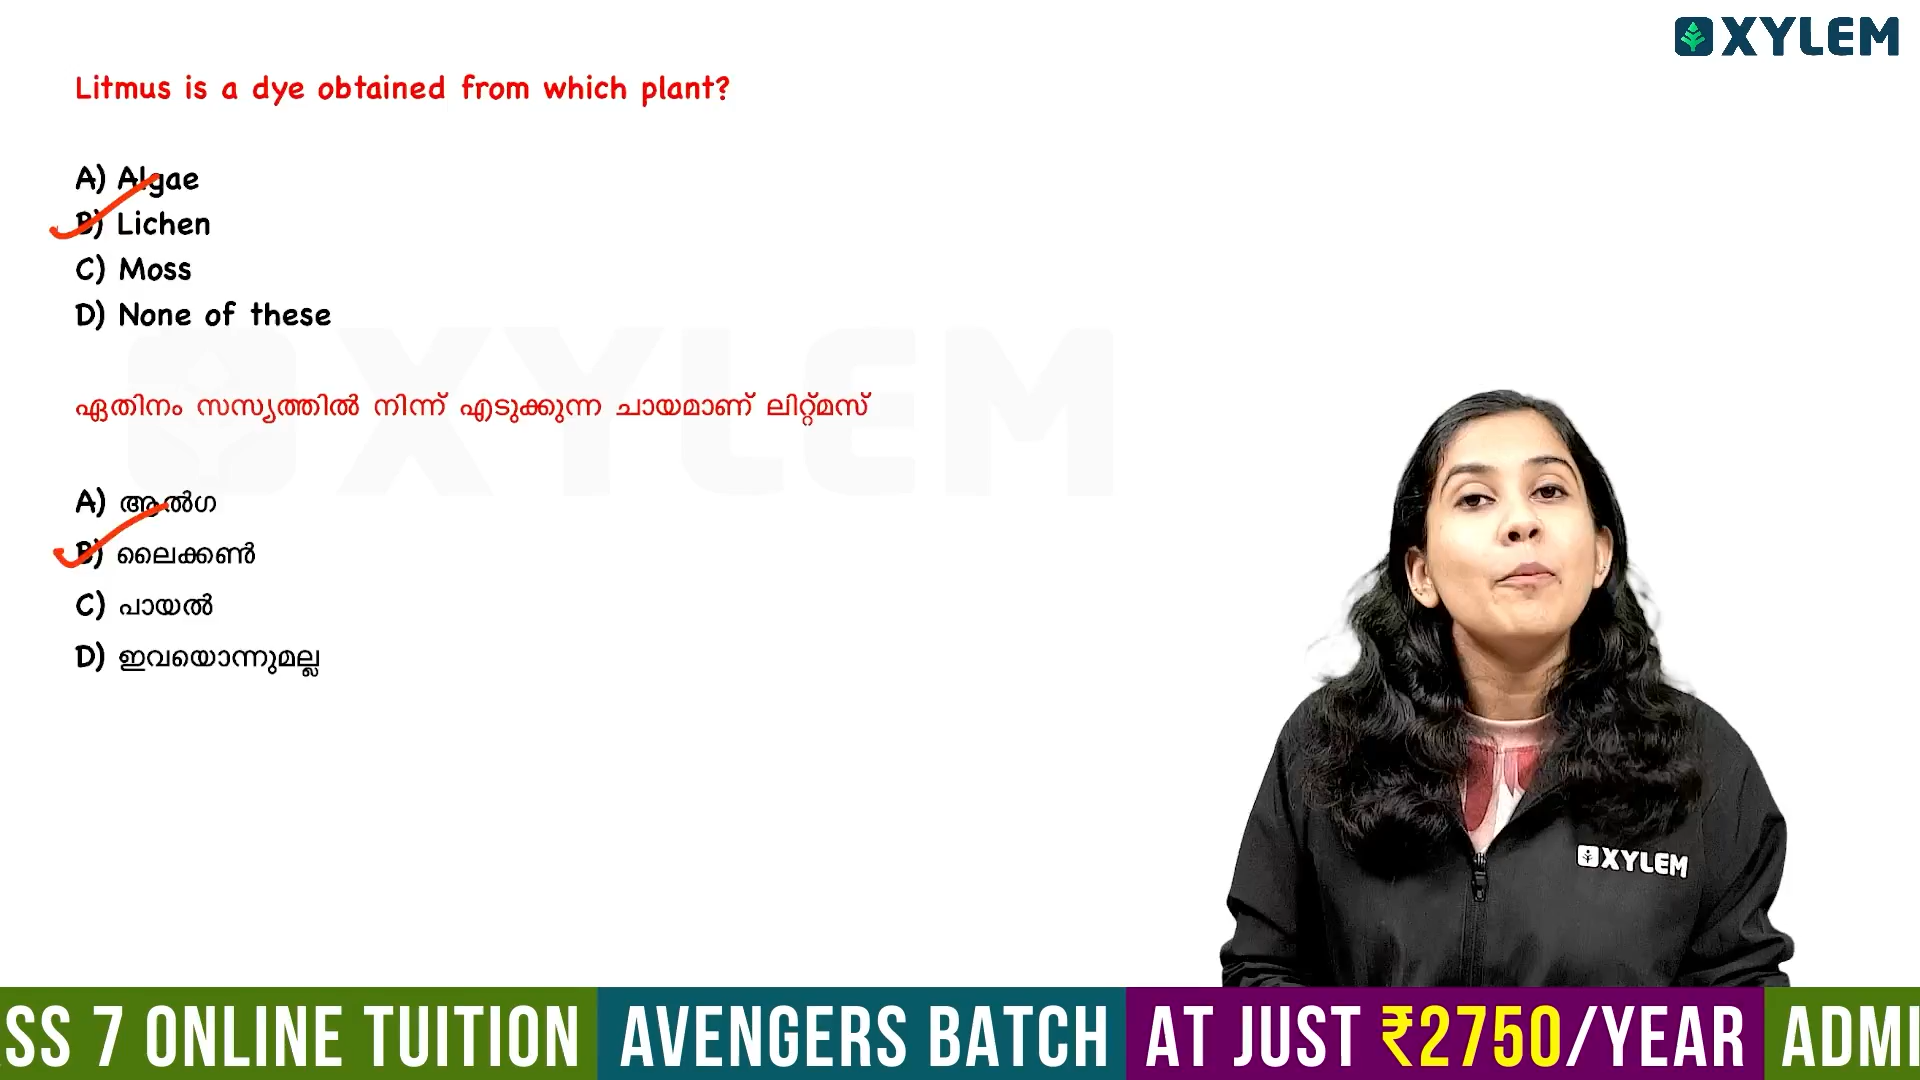 XYLEM
Litmus is a dye obtained from which plant?
A) Algae
B) Lichen
C) Moss
D) None of these
XYLEM
ഏതിനം സസ്യത്തിൽ നിന്ന് എടുക്കുന്ന ചായമാണ് ലിറ്റ്മസ്
A) ആൽഗ
B) ലൈക്കൺ
C) പായൽ
D) ഇവയൊന്നുമല്ല
XYLEM
SS 7 ONLINE TUITION AVENGERS BATCH AT JUST ₹2750/YEAR ADMI